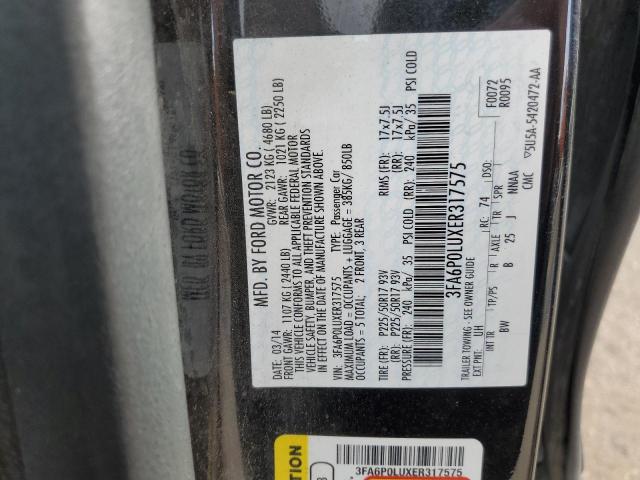 MFD. BY FORD MOTOR CO.
DATE: 03/14 GVWR: 2123 KG ( 4680 LB)
FRONT GAWR: 1107 KG ( 2440 LB) REAR GAWR: 1021 KG ( 2250 LB)
THIS VEHICLE CONFORMS TO ALL APPLICABLE FEDERAL MOTOR
VEHICLE SAFETY, BUMPER, AND THEFT PREVENTION STANDARDS
IN EFFECT ON THE DATE OF MANUFACTURE SHOWN ABOVE.
VIN: 3FA6P0LUXER317575 TYPE: Passenger Car
MAXIMUM LOAD = OCCUPANTS + LUGGAGE = 385KG/ 850LB
OCCUPANTS = 5 TOTAL; 2 FRONT, 3 REAR
TIRE (FR): P225/50R17 93V RIMS (FR): 17x7.5J
(RR): P225/50R17 93V (RR): 17x7.5J
PRESSURE (FR): 240 kPa/ 35 PSI COLD (RR): 240 kPa/ 35 PSI COLD
3FA6P0LUXER317575
TRAILER TOWING - SEE OWNER GUIDE F0072
EXT PNT: UH RC: 74 DSO: R0095
INT TR TP/PS R AXLE TR SPR
BW B 25 J NNAA
CMC ▽5U5A-5420472-AA
3FA6P0LUXER317575